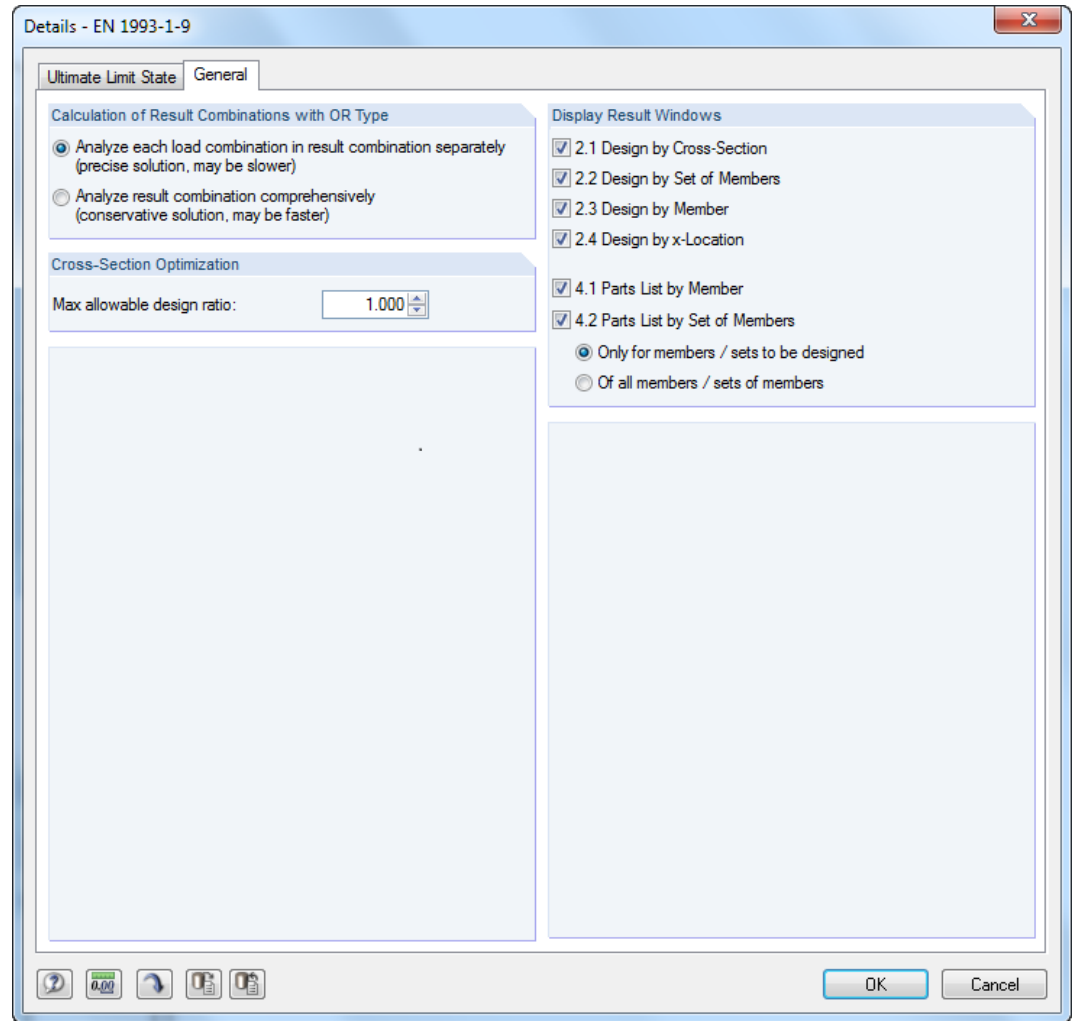 Details - EN 1993-1-9
Ultimate Limit State
General
Calculation of Result Combinations with OR Type
Analyze each load combination in result combination separately
(precise solution, may be slower)
Analyze result combination comprehensively
(conservative solution, may be faster)
Cross-Section Optimization
Max allowable design ratio:
1.000
Display Result Windows
2.1 Design by Cross-Section
2.2 Design by Set of Members
2.3 Design by Member
2.4 Design by x-Location
4.1 Parts List by Member
4.2 Parts List by Set of Members
Only for members / sets to be designed
Of all members / sets of members
0.00
OK
Cancel